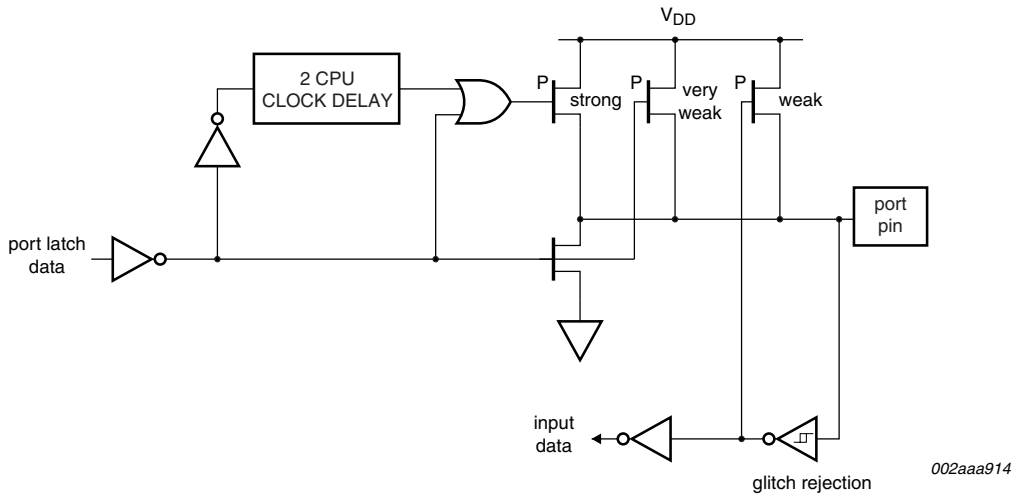 VDD
2 CPU
CLOCK DELAY
P
strong
P
very
weak
P
weak
port
pin
port latch
data
input
data
glitch rejection
002aaa914